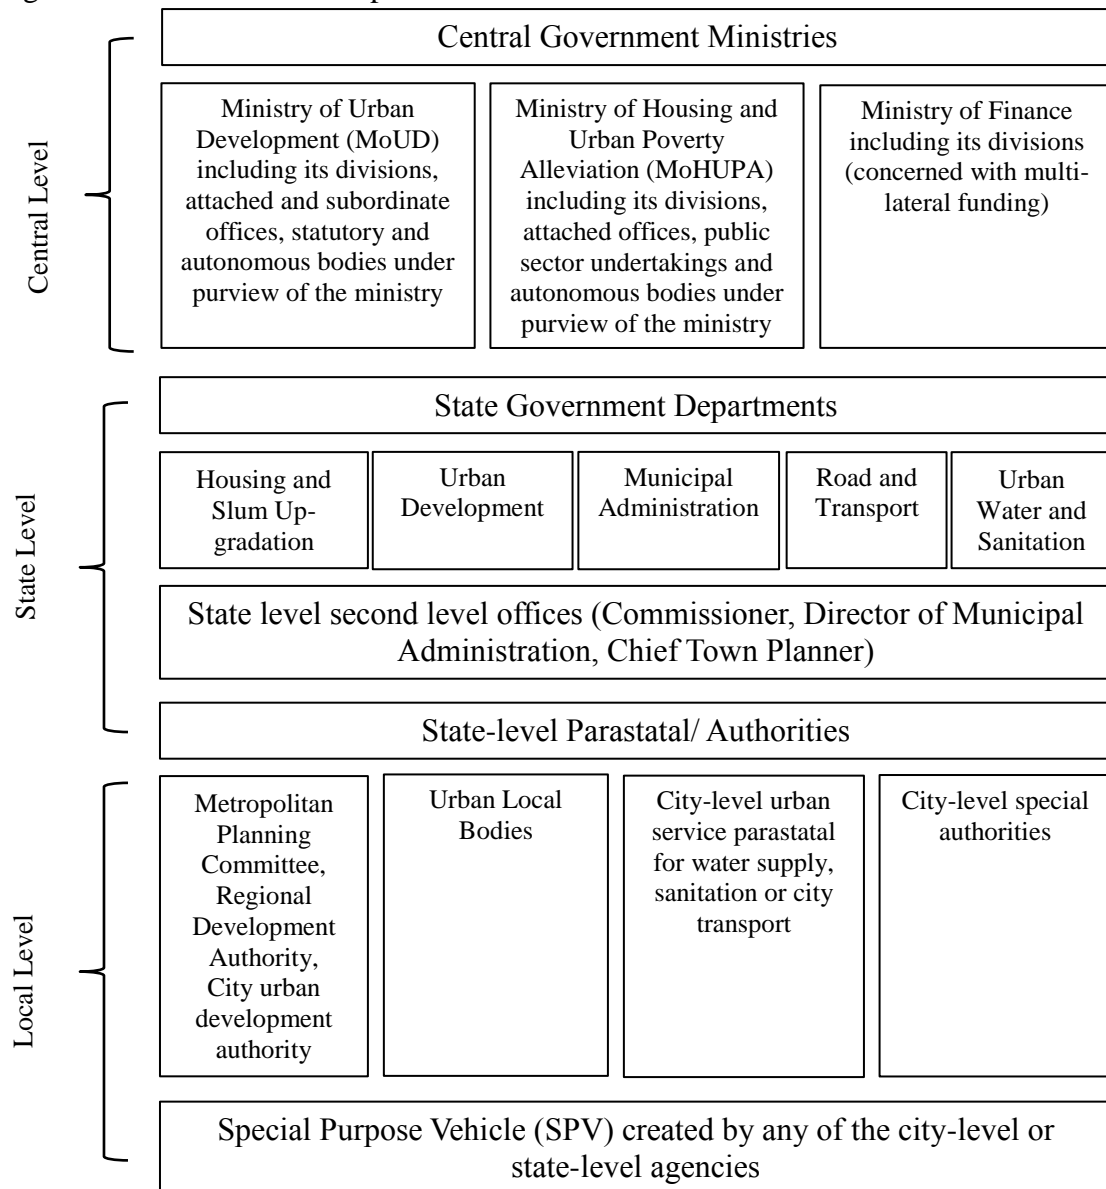 Central Government Ministries
Central Level
Ministry of Urban
Development (MoUD)
including its divisions,
attached and subordinate
offices, statutory and
autonomous bodies under
purview of the ministry
Ministry of Housing and
Urban Poverty
Alleviation (MoHUPA)
including its divisions,
attached offices, public
sector undertakings and
autonomous bodies under
purview of the ministry
Ministry of Finance
including its divisions
(concerned with multi-
lateral funding)
State Level
State Government Departments
Housing and
Slum Up-
gradation
Urban
Development
Municipal
Administration
Road and
Transport
Urban
Water and
Sanitation
State level second level offices (Commissioner, Director of Municipal
Administration, Chief Town Planner)
State-level Parastatal/ Authorities
Local Level
Metropolitan
Planning
Committee,
Regional
Development
Authority,
City urban
development
authority
Urban Local
Bodies
City-level urban
service parastatal
for water supply,
sanitation or city
transport
City-level special
authorities
Special Purpose Vehicle (SPV) created by any of the city-level or
state-level agencies